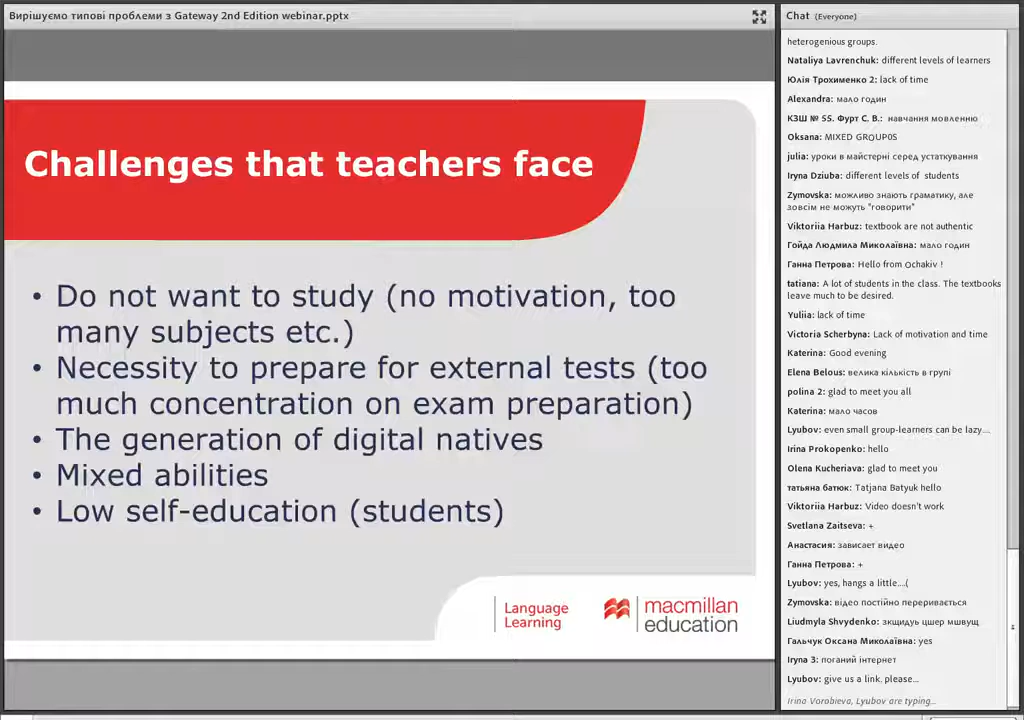 Вирішуємо типові проблеми з Gateway 2nd Edition webinar.pptx
Challenges that teachers face
• Do not want to study (no motivation, too
many subjects etc.)
• Necessity to prepare for external tests (too
much concentration on exam preparation)
• The generation of digital natives
• Mixed abilities
• Low self-education (students)
Language
Learning
macmillan
education
Chat (Everyone)
heterogenious groups.
Nataliya Lavrenchuk: different levels of learners
Юлія Трохименко 2: lack of time
Alexandra: мало годин
КЗШ № 55. Фурт С. В.: навчання мовленню
Oksana: MIXED GROUP0S
julia: уроки в майстерні серед устаткування
Iryna Dziuba: different levels of students
Zymovska: можливо знають граматику, але
зовсім не можуть "говорити"
Viktoriia Harbuz: textbook are not authentic
Гойда Людмила Миколаївна: мало годин
Ганна Петрова: Hello from Ochakiv !
tatiana: A lot of students in the class. The textbooks
leave much to be desired.
Yuliia: lack of time
Victoria Scherbyna: Lack of motivation and time
Katerina: Good evening
Elena Belous: велика кількість в групі
polina 2: glad to meet you all
Katerina: мало часов
Lyubov: even small group-learners can be lazy....
Irina Prokopenko: hello
Olena Kucheriava: glad to meet you
татьяна батюк: Tatjana Batyuk hello
Viktoriia Harbuz: Video doesn't work
Svetlana Zaitseva: +
Анастасия: зависает видео
Ганна Петрова: +
Lyubov: yes, hangs a little....(
Zymovska: відео постійно переривається
Liudmyla Shvydenko: зкщидуь цшер мшвущ
Гальчук Оксана Миколаївна: yes
Iryna 3: поганий інтернет
Lyubov: give us a link. please...
Irina Vorobieva, Lyubov are typing...